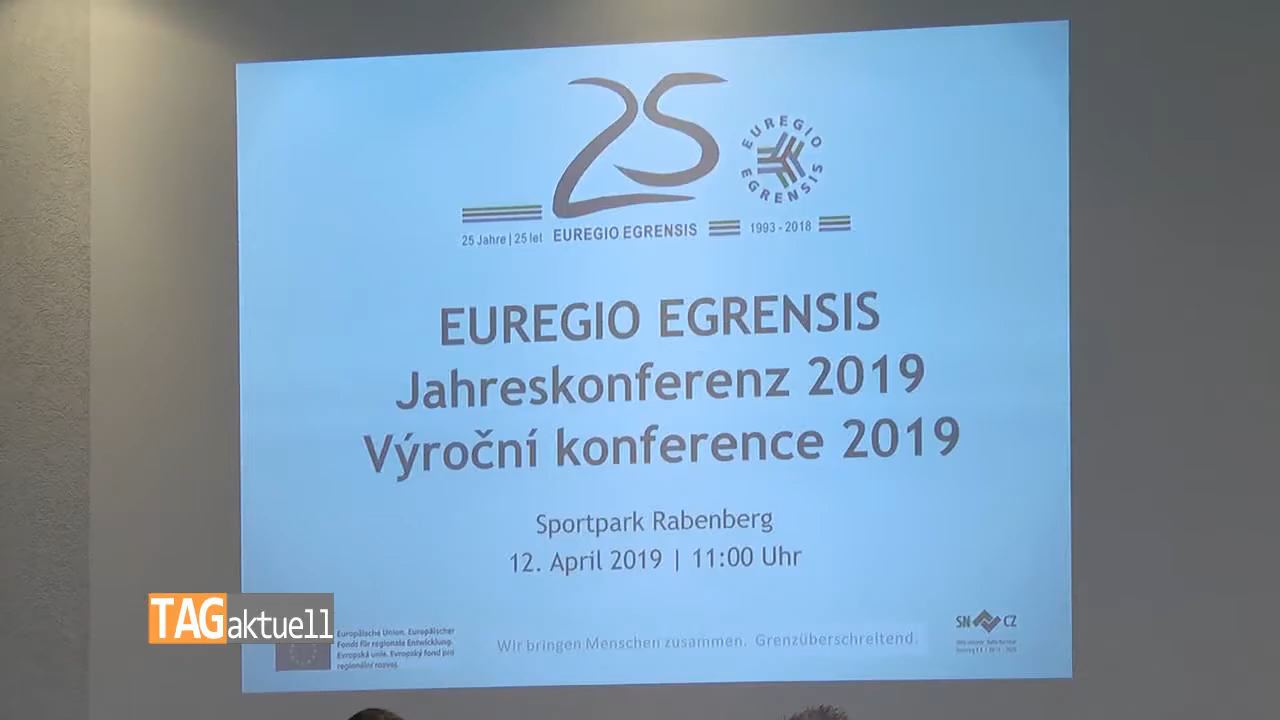 25
EUREGIO EGRENSIS
25 Jahre | 25 let EUREGIO EGRENSIS 1993 - 2018
EUREGIO EGRENSIS
Jahreskonferenz 2019
Výroční konference 2019
Sportpark Rabenberg
12. April 2019 | 11:00 Uhr
TAGaktuell
Europäische Union. Europäischer
Fonds für regionale Entwicklung.
Evropská unie. Evropský fond pro
regionální rozvoj.
Wir bringen Menschen zusammen. Grenzüberschreitend.
SN CZ